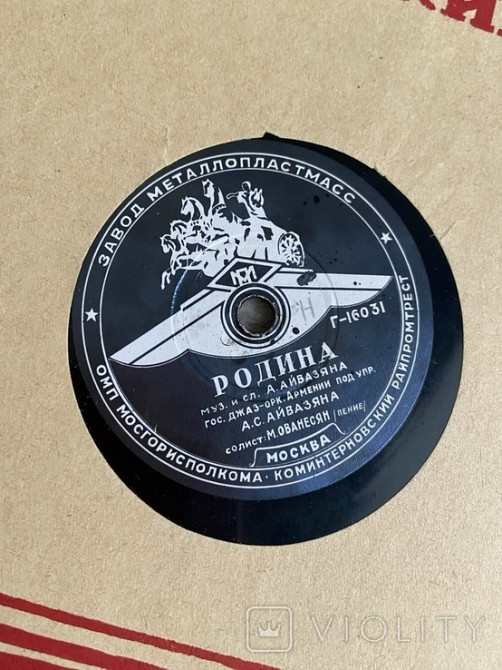 ЗАВОД МЕТАЛЛОПЛАСТМАСС
Н
Г-16031
РОДИНА
МУЗ. И СЛ. А. АЙВАЗЯНА
ГОС. ДЖАЗ-ОРК. АРМЕНИИ ПОД УПР.
А.С. АЙВАЗЯНА
СОЛИСТ: М. ОВАНЕСЯН (ПЕНИЕ)
МОСКВА
ОМП МОСГОРИСПОЛКОМА · КОМИНТЕРНОВСКИЙ РАЙПРОМТРЕСТ
VIOLITY